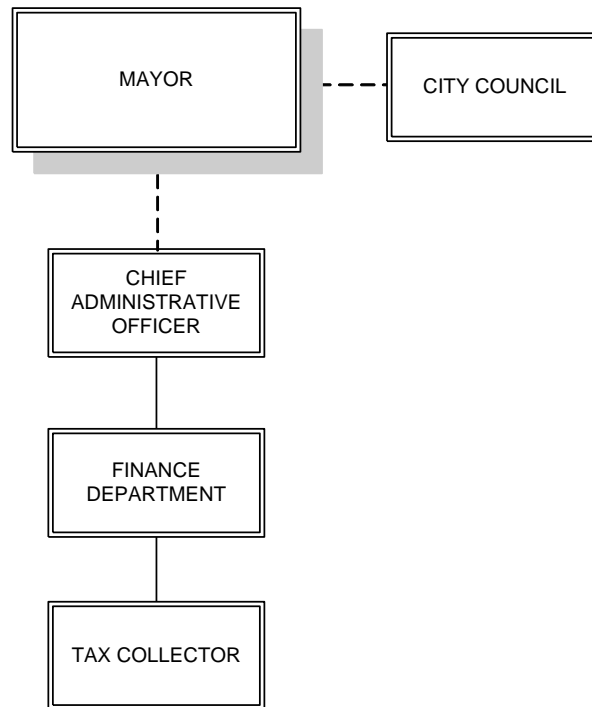 MAYOR
CITY COUNCIL
CHIEF
ADMINISTRATIVE
OFFICER
FINANCE
DEPARTMENT
TAX COLLECTOR